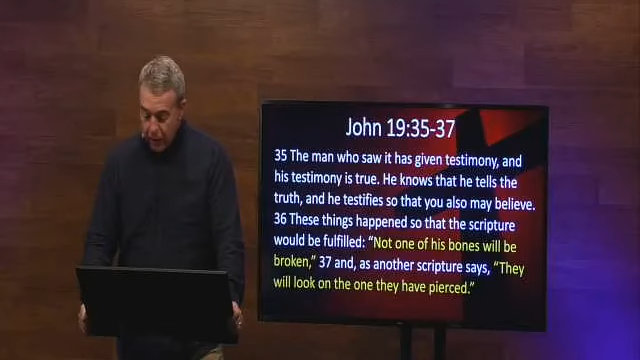 John 19:35-37
35 The man who saw it has given testimony, and
his testimony is true. He knows that he tells the
truth, and he testifies so that you also may believe.
36 These things happened so that the scripture
would be fulfilled: “Not one of his bones will be
broken,” 37 and, as another scripture says, “They
will look on the one they have pierced.”